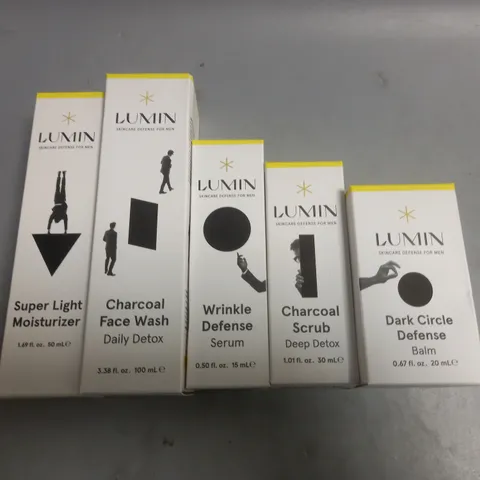 LUMIN
SKINCARE DEFENSE FOR MEN
Super Light
Moisturizer
1.69 fl. oz. 50 mL℮
LUMIN
SKINCARE DEFENSE FOR MEN
Charcoal
Face Wash
Daily Detox
3.38 fl. oz. 100 mL℮
LUMIN
SKINCARE DEFENSE FOR MEN
Wrinkle
Defense
Serum
0.50 fl. oz. 15 mL℮
LUMIN
SKINCARE DEFENSE FOR MEN
Charcoal
Scrub
Deep Detox
1.01 fl. oz. 30 mL℮
LUMIN
SKINCARE DEFENSE FOR MEN
Dark Circle
Defense
Balm
0.67 fl. oz. 20 mL℮